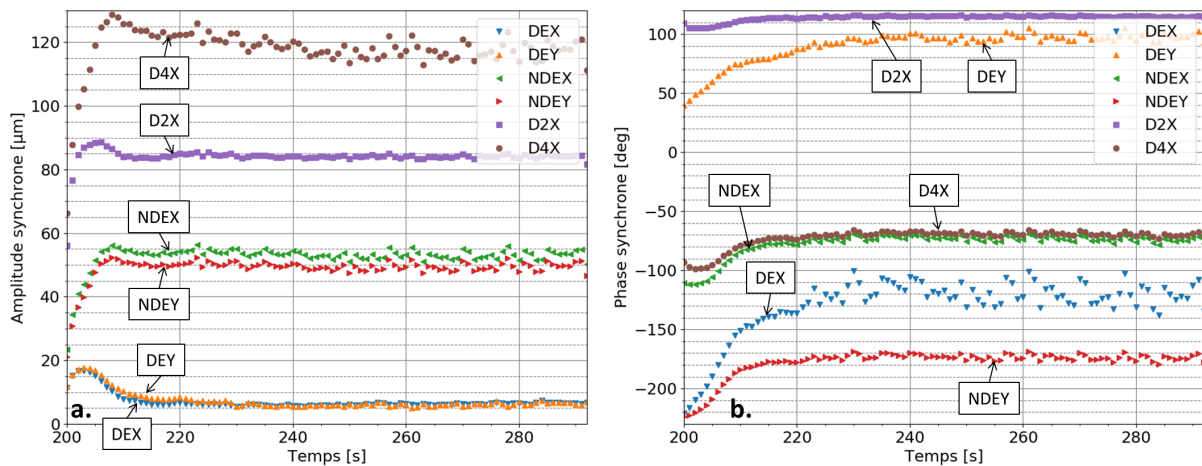 Amplitude synchrone [µm]
120
100
80
60
40
20
0
200
220
240
260
280
Temps [s]
DEX
DEY
NDEX
NDEY
D2X
D4X
D4X
D2X
NDEX
NDEY
DEY
DEX
a.
Phase synchrone [deg]
100
50
0
−50
−100
−150
−200
200
220
240
260
280
Temps [s]
DEX
DEY
NDEX
NDEY
D2X
D4X
D2X
DEY
NDEX
D4X
DEX
NDEY
b.